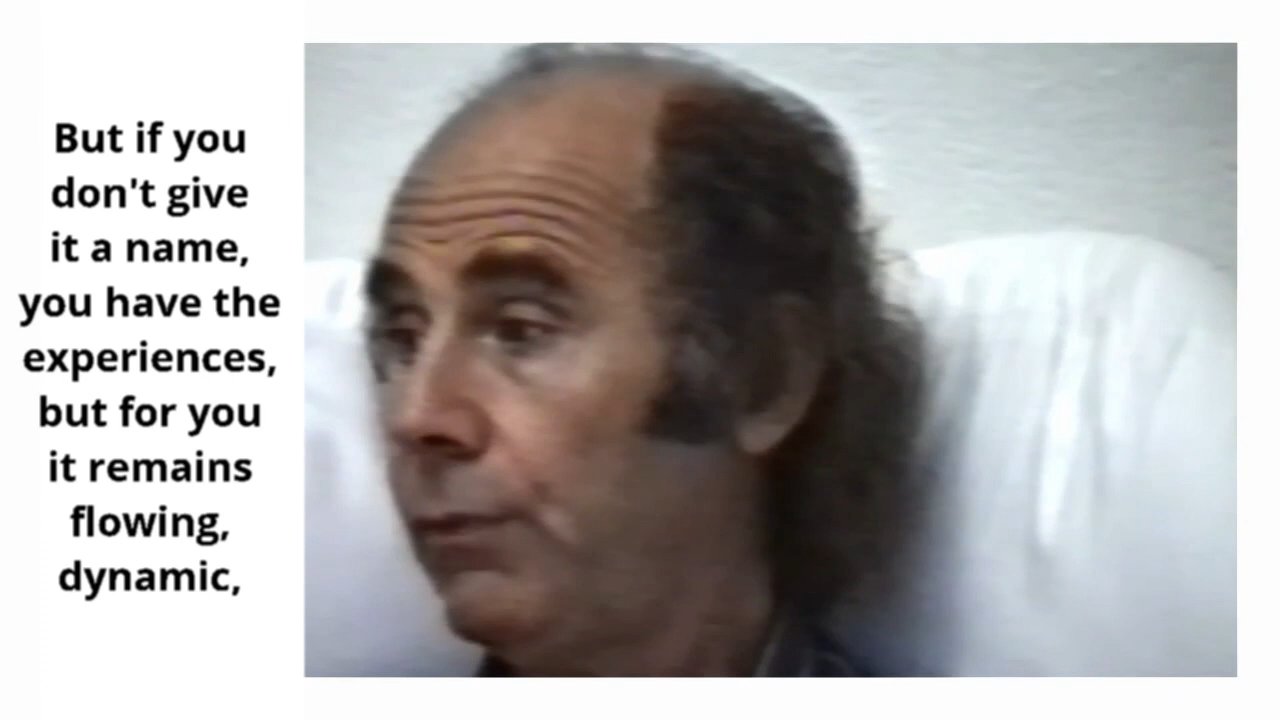 But if you
don't give
it a name,
you have the
experiences,
but for you
it remains
flowing,
dynamic,